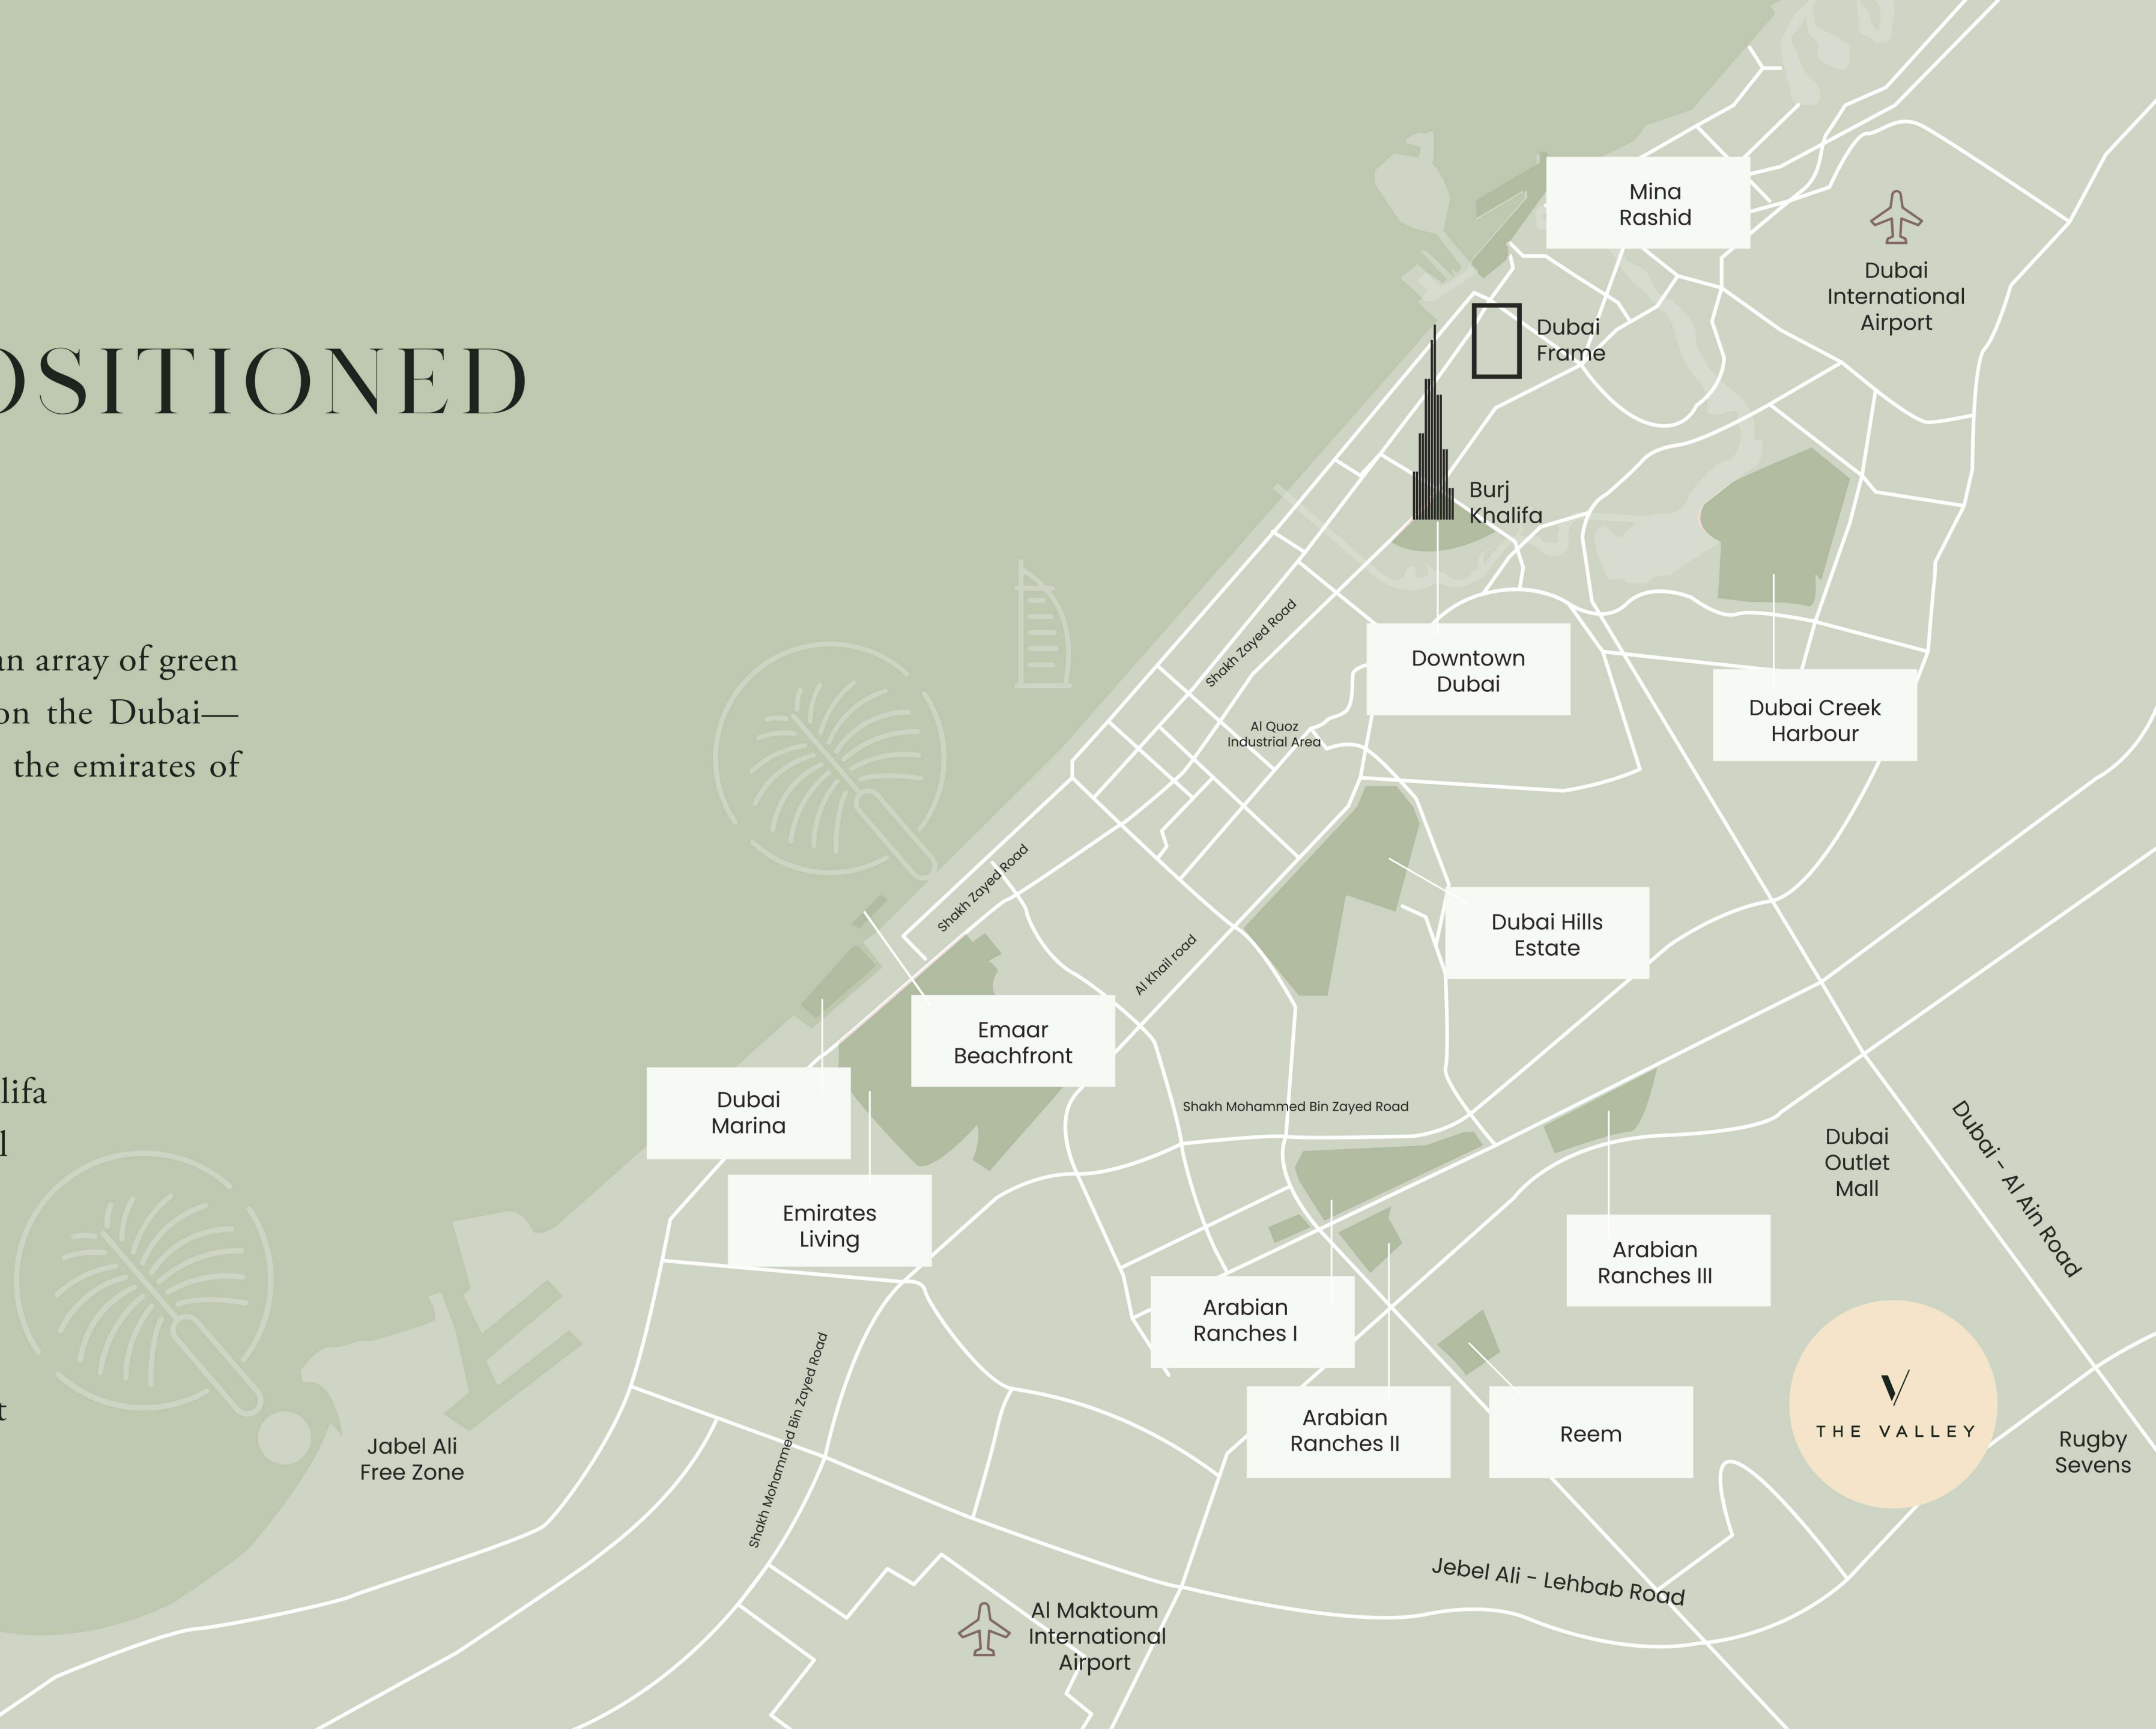 OSITIONED
an array of green
on the Dubai—
the emirates of
lifa
l
t
Mina
Rashid
Dubai
International
Airport
Dubai
Frame
Burj
Khalifa
Shakh Zayed Road
Downtown
Dubai
Dubai Creek
Harbour
Al Quoz
Industrial Area
Shakh Zayed Road
Dubai Hills
Estate
Al Khail road
Emaar
Beachfront
Dubai
Marina
Shakh Mohammed Bin Zayed Road
Dubai
Outlet
Mall
Dubai - Al Ain Road
Emirates
Living
Arabian
Ranches III
Arabian
Ranches I
Shakh Mohammed Bin Zayed Road
Arabian
Ranches II
Reem
V
THE VALLEY
Rugby
Sevens
Jabel Ali
Free Zone
Jebel Ali - Lehbab Road
Al Maktoum
International
Airport